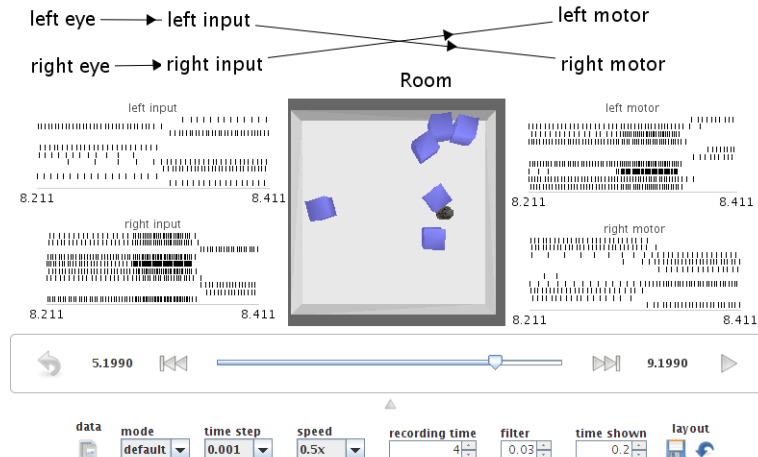 left eye left input left motor
right eye right input right motor
Room
left input left motor
8.211 8.411 8.211 8.411
right input right motor
8.211 8.411 8.211 8.411
5.1990 9.1990
data mode time step speed recording time filter time shown layout
default 0.001 0.5x 4 0.03 0.2